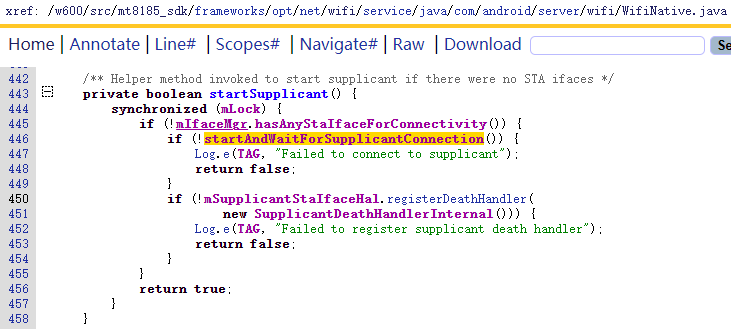 xref: /w600/src/mt8185_sdk/frameworks/opt/net/wifi/service/java/com/android/server/wifi/WifiNative.java
Home | Annotate | Line# | Scopes# | Navigate# | Raw | Download
442 /** Helper method invoked to start supplicant if there were no STA ifaces */
443 private boolean startSupplicant() {
444 synchronized (mLock) {
445 if (!mIfaceMgr.hasAnyStaIfaceForConnectivity()) {
446 if (!startAndWaitForSupplicantConnection()) {
447 Log.e(TAG, "Failed to connect to supplicant");
448 return false;
449 }
450 if (!mSupplicantStaIfaceHal.registerDeathHandler(
451 new SupplicantDeathHandlerInternal())) {
452 Log.e(TAG, "Failed to register supplicant death handler");
453 return false;
454 }
455 }
456 return true;
457 }
458 }